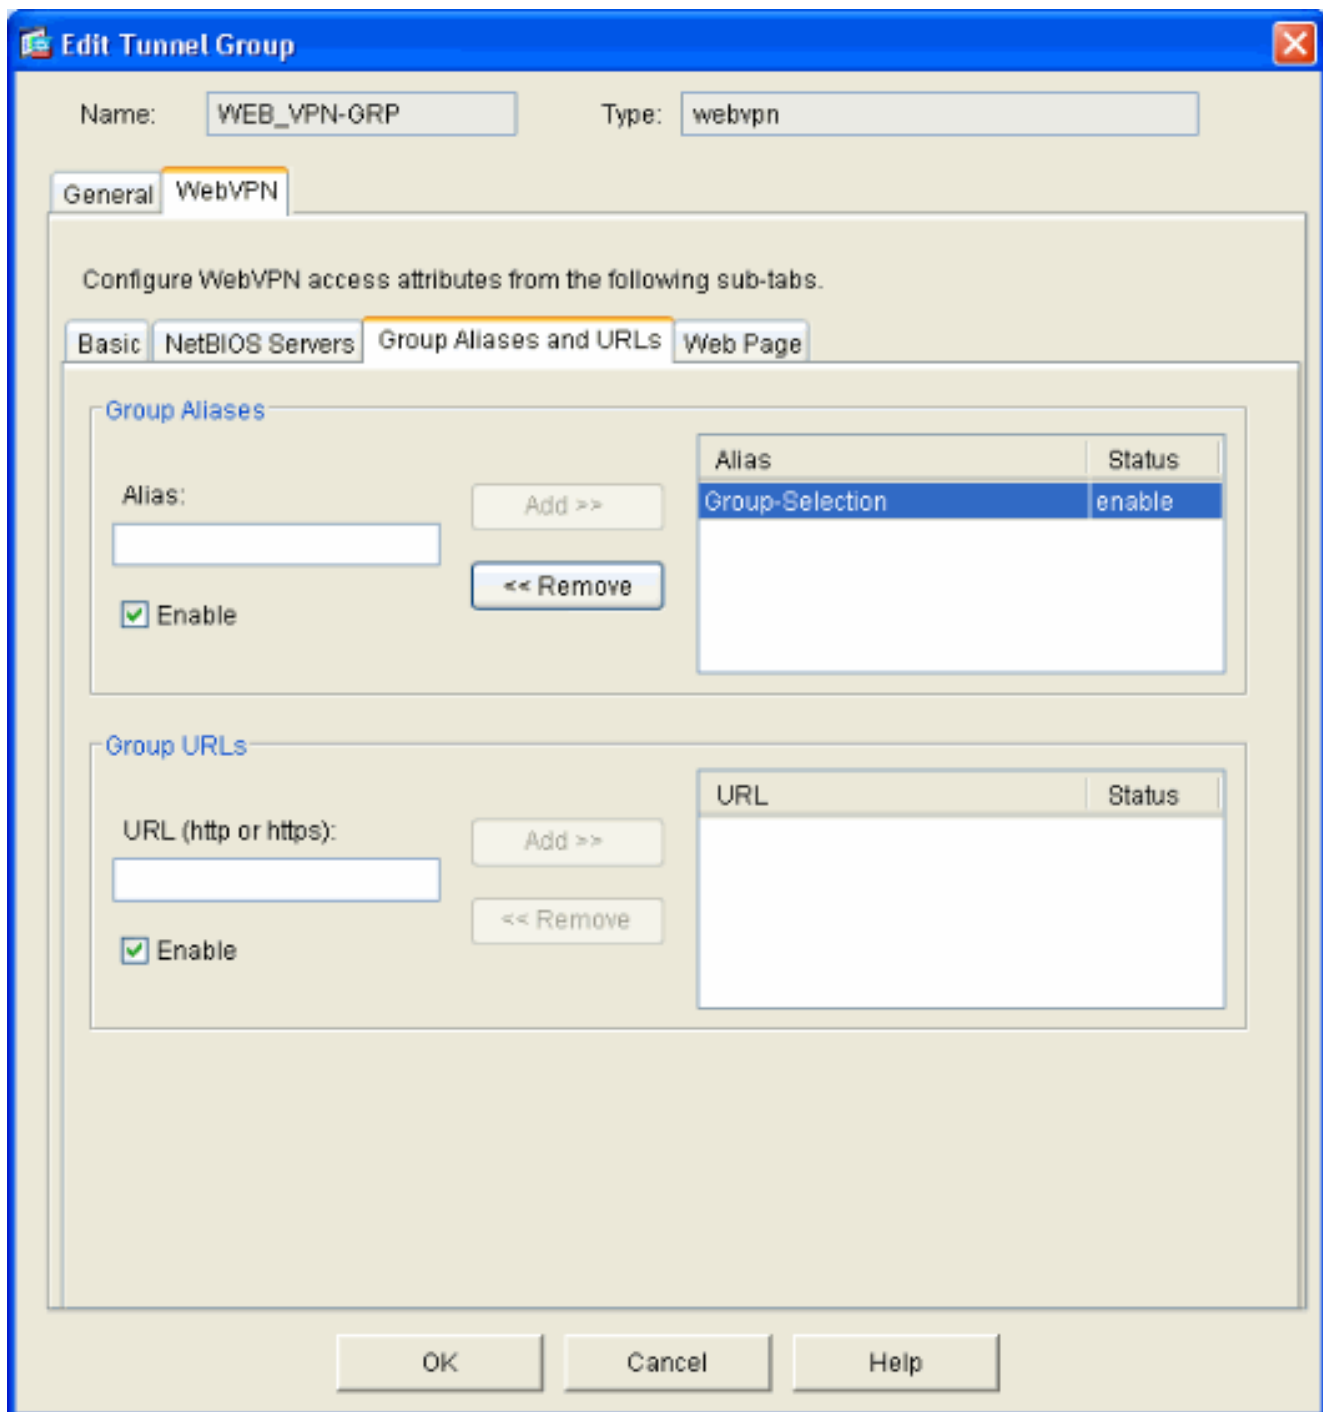 Edit Tunnel Group
Name: WEB_VPN-GRP Type: webvpn
General WebVPN
Configure WebVPN access attributes from the following sub-tabs.
Basic NetBIOS Servers Group Aliases and URLs Web Page
Group Aliases
Alias Status
Alias:
Add >>
Group-Selection enable
<< Remove
Enable
Group URLs
URL Status
URL (http or https):
Add >>
<< Remove
Enable
OK Cancel Help